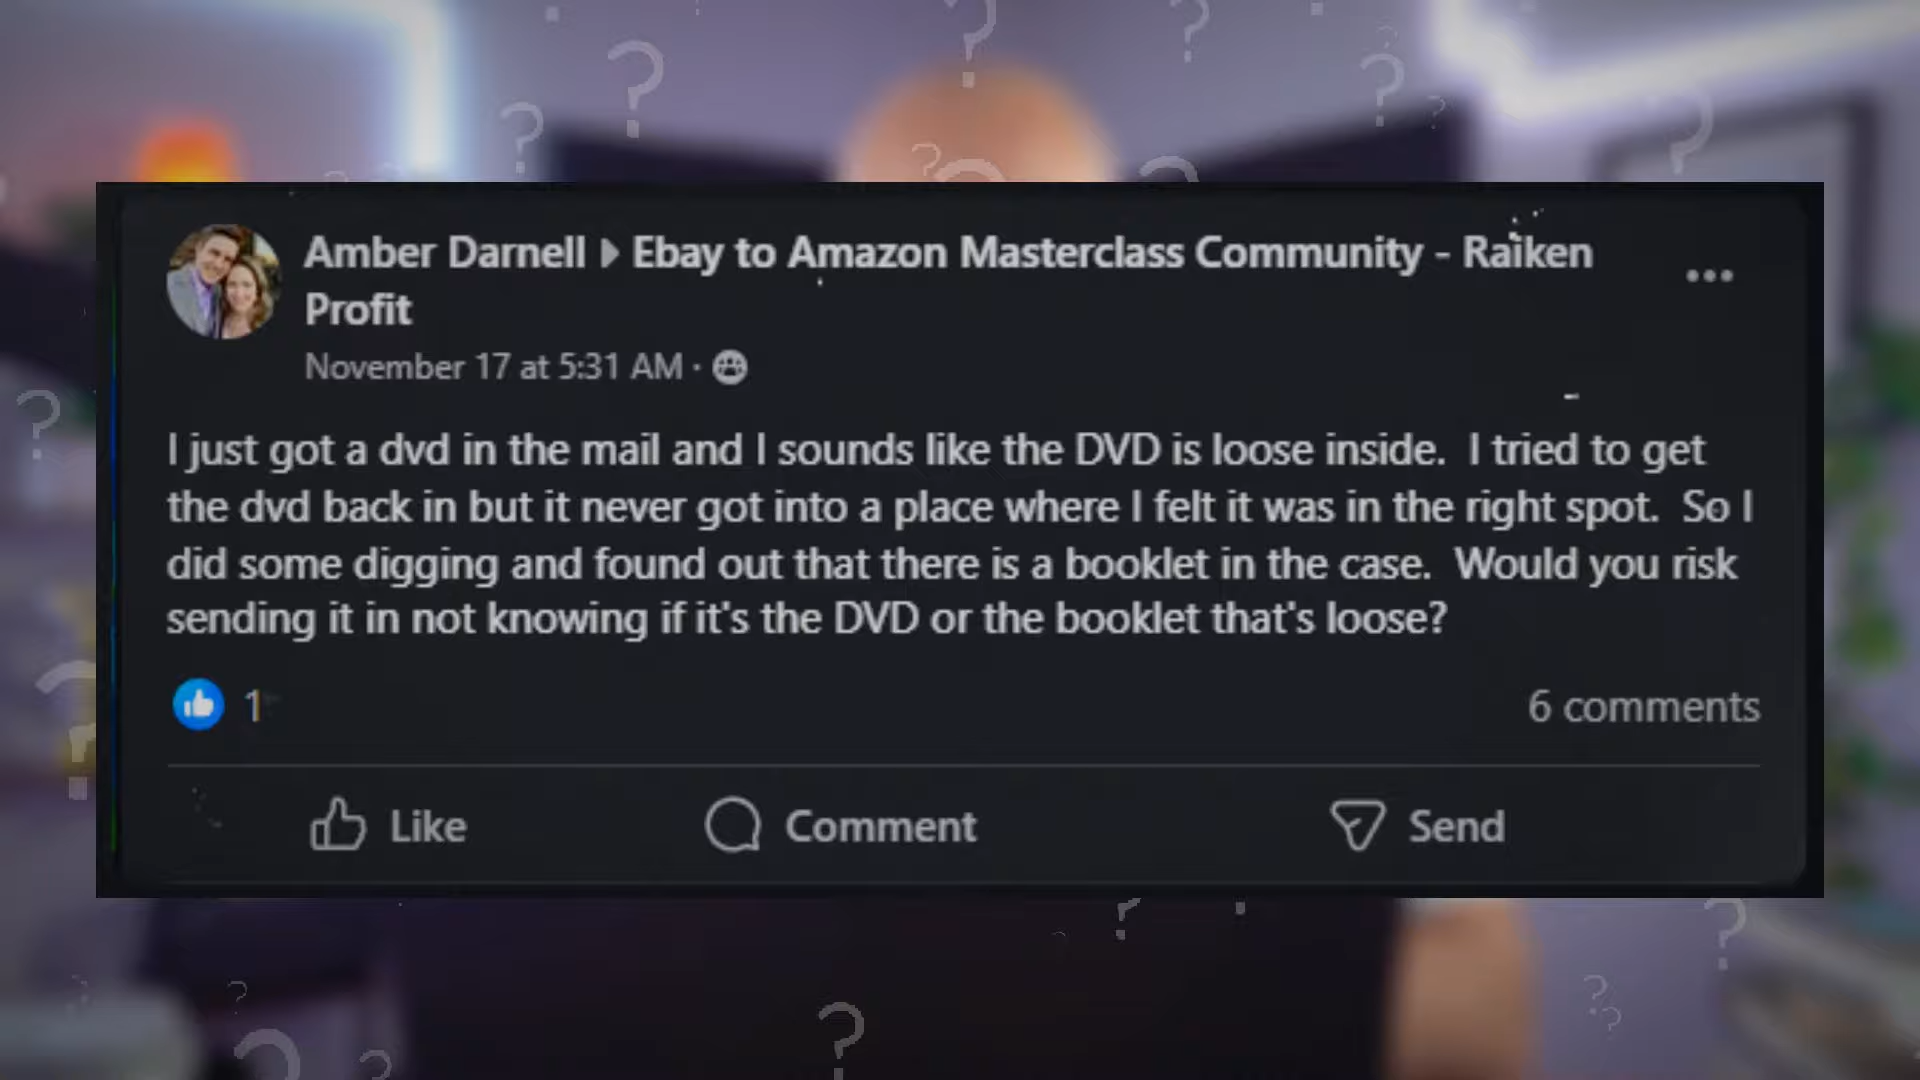 Amber Darnell ▶ Ebay to Amazon Masterclass Community - Raiken
Profit
November 17 at 5:31 AM ·
I just got a dvd in the mail and I sounds like the DVD is loose inside. I tried to get
the dvd back in but it never got into a place where I felt it was in the right spot. So I
did some digging and found out that there is a booklet in the case. Would you risk
sending it in not knowing if it's the DVD or the booklet that's loose?
1
6 comments
Like
Comment
Send